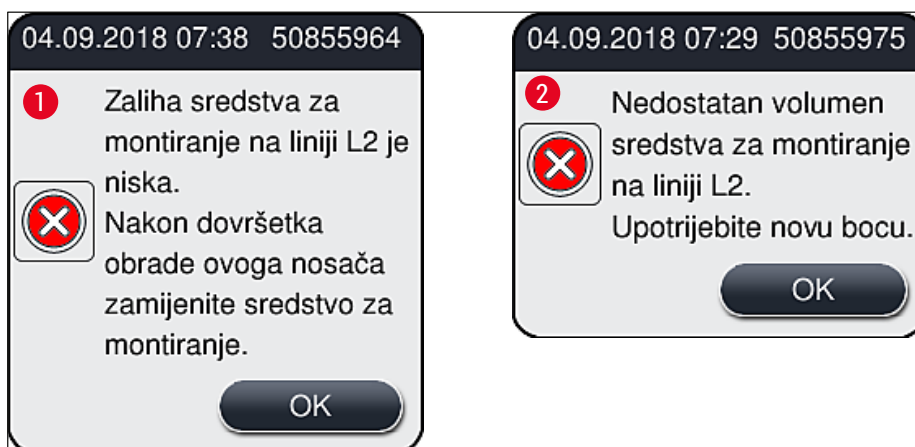 04.09.2018 07:38 50855964
1
Zaliha sredstva za
montiranje na liniji L2 je
niska.
Nakon dovršetka
obrade ovoga nosača
zamijenite sredstvo za
montiranje.
OK
04.09.2018 07:29 50855975
2
Nedostatan volumen
sredstva za montiranje
na liniji L2.
Upotrijebite novu bocu.
OK